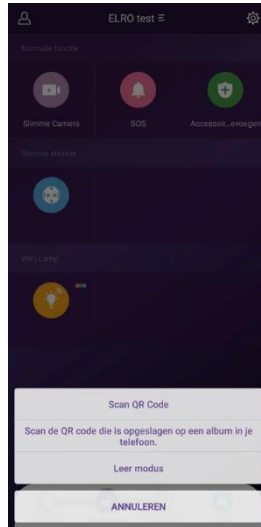 ELRO test
Normale functie
Slimme Camera
SOS
Accessoir...evoegen
Slimme stekker
WiFi Lamp
Scan QR Code
Scan de QR code die is opgeslagen op een album in je
telefoon.
Leer modus
ANNULEREN